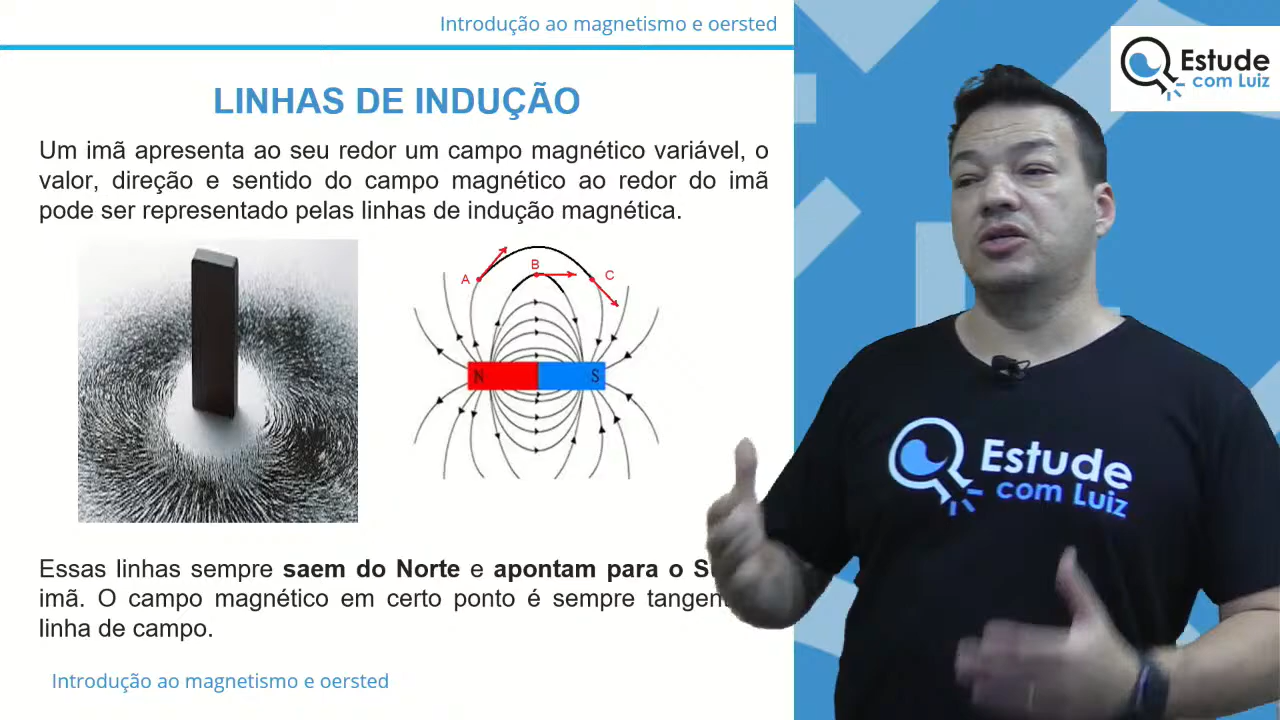 Introdução ao magnetismo e oersted
Estude
com Luiz
LINHAS DE INDUÇÃO
Um imã apresenta ao seu redor um campo magnético variável, o
valor, direção e sentido do campo magnético ao redor do imã
pode ser representado pelas linhas de indução magnética.
A
B
C
N
S
Estude
com Luiz
Essas linhas sempre saem do Norte e apontam para o
imã. O campo magnético em certo ponto é sempre
linha de campo.
Introdução ao magnetismo e oersted